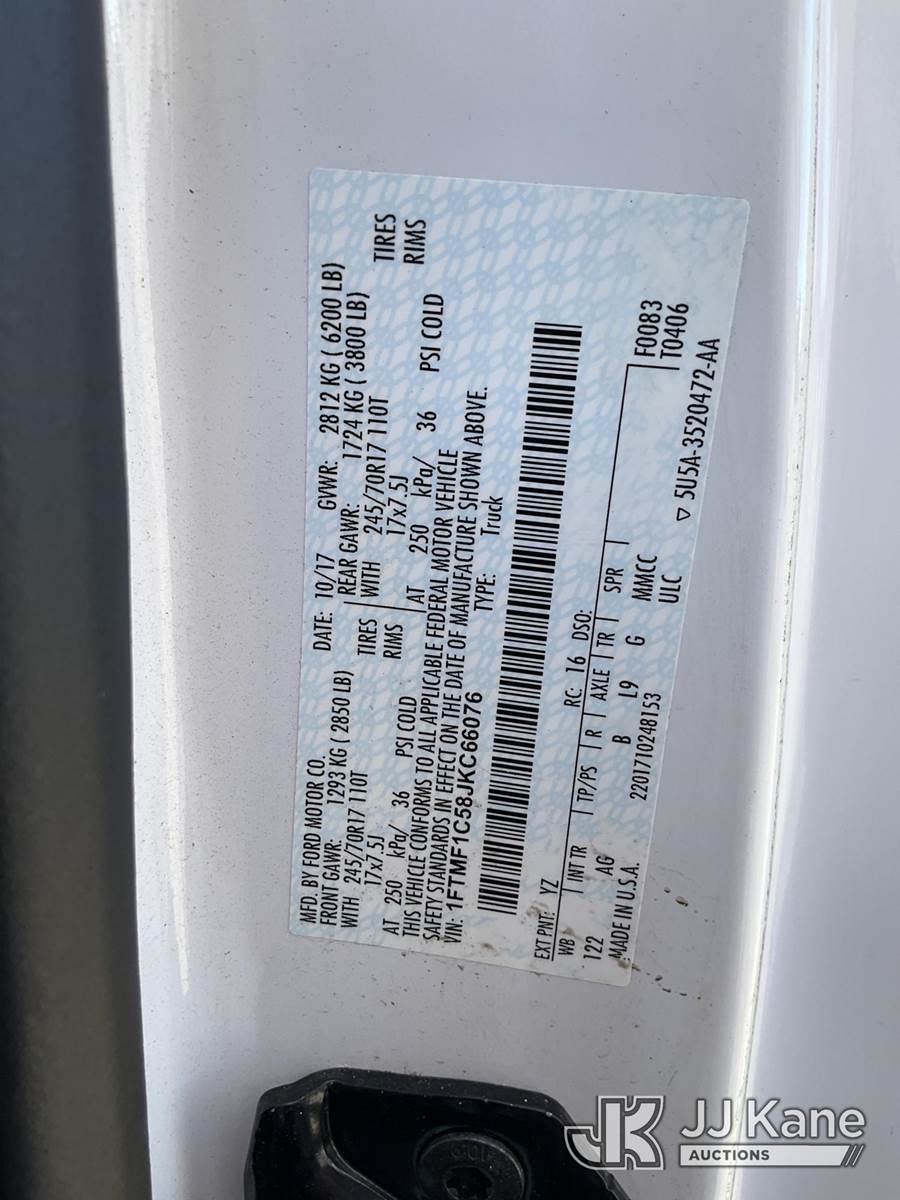 MFD. BY FORD MOTOR CO.
DATE: 10/17 GVWR: 2812 KG ( 6200 LB)
FRONT GAWR: 1293 KG ( 2850 LB) REAR GAWR: 1724 KG ( 3800 LB)
WITH 245/70R17 110T TIRES WITH 245/70R17 110T TIRES
17x7.5J RIMS 17x7.5J RIMS
AT 250 kPa/ 36 PSI COLD AT 250 kPa/ 36 PSI COLD
THIS VEHICLE CONFORMS TO ALL APPLICABLE FEDERAL MOTOR VEHICLE
SAFETY STANDARDS IN EFFECT ON THE DATE OF MANUFACTURE SHOWN ABOVE.
VIN: 1FTMF1C58JKC66076 TYPE: Truck
EXT PNT: YZ RC: 16 DSO: F0083
WB INT TR TP/PS R AXLE TR SPR T0406
122 AG B L9 G MMCC
MADE IN U.S.A. 2201710248153 ULC
▽ 5U5A-3520472-AA
JK JJ Kane
AUCTIONS